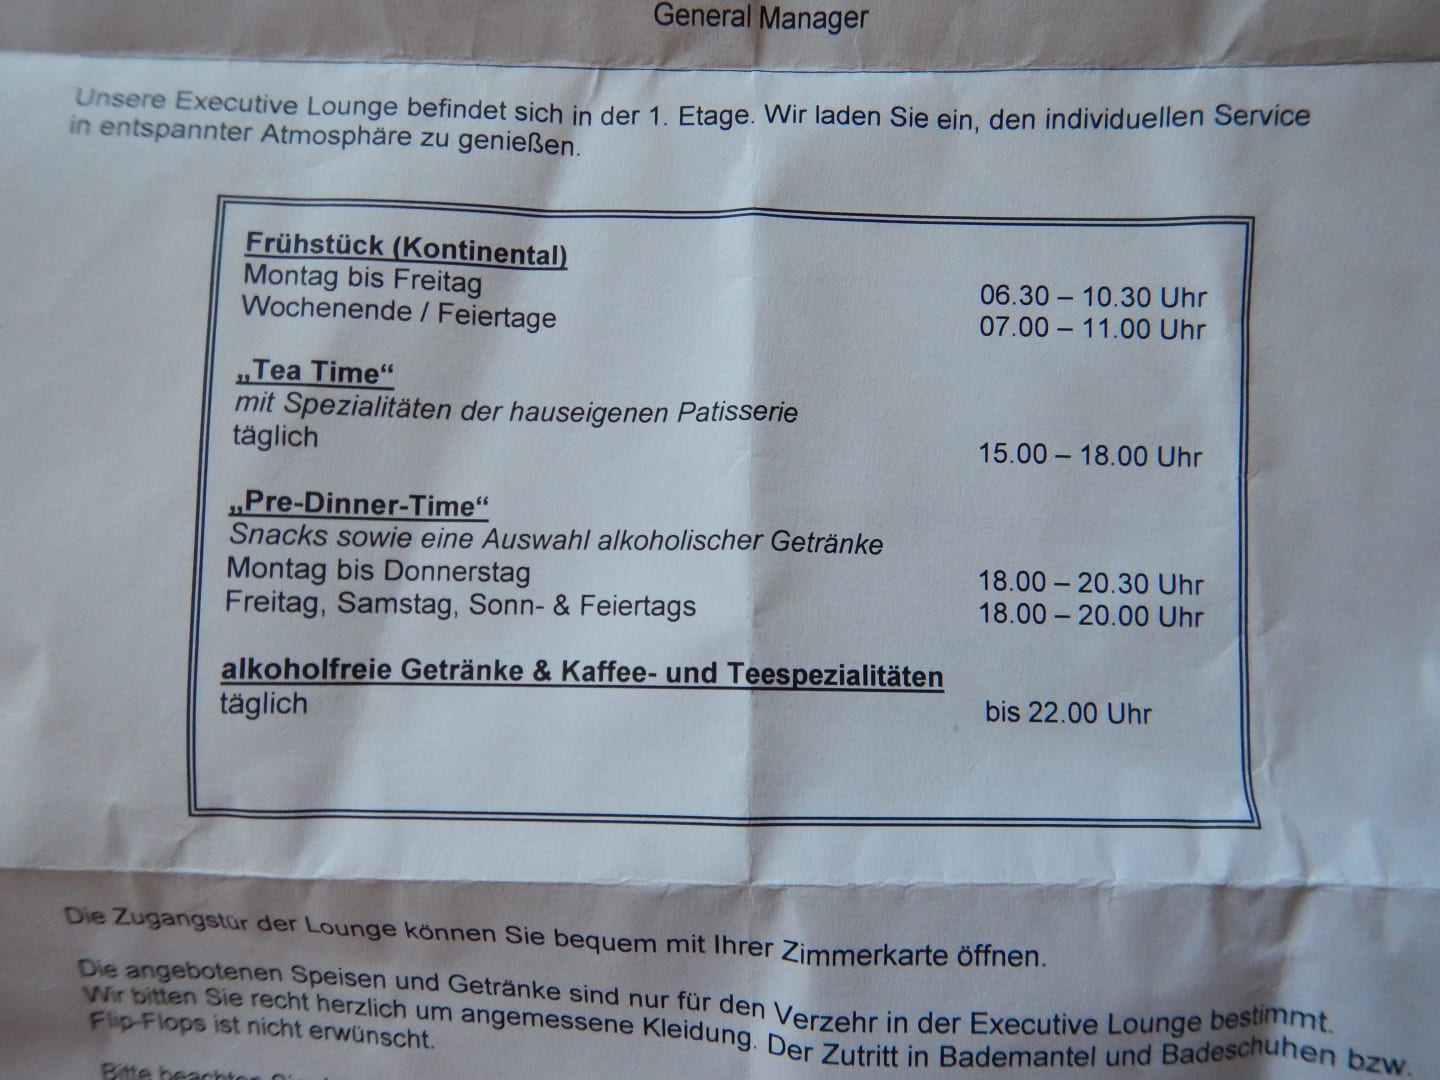 General Manager
Unsere Executive Lounge befindet sich in der 1. Etage. Wir laden Sie ein, den individuellen Service
in entspannter Atmosphäre zu genießen.
Frühstück (Kontinental)
Montag bis Freitag 06.30 – 10.30 Uhr
Wochenende / Feiertage 07.00 – 11.00 Uhr
„Tea Time“
mit Spezialitäten der hauseigenen Patisserie
täglich 15.00 – 18.00 Uhr
„Pre-Dinner-Time“
Snacks sowie eine Auswahl alkoholischer Getränke
Montag bis Donnerstag 18.00 – 20.30 Uhr
Freitag, Samstag, Sonn- & Feiertags 18.00 – 20.00 Uhr
alkoholfreie Getränke & Kaffee- und Teespezialitäten
täglich bis 22.00 Uhr
Die Zugangstür der Lounge können Sie bequem mit Ihrer Zimmerkarte öffnen.
Die angebotenen Speisen und Getränke sind nur für den Verzehr in der Executive Lounge bestimmt.
Wir bitten Sie recht herzlich um angemessene Kleidung. Der Zutritt in Bademantel und Badeschuhen bzw.
Flip-Flops ist nicht erwünscht.
Bitte beachten